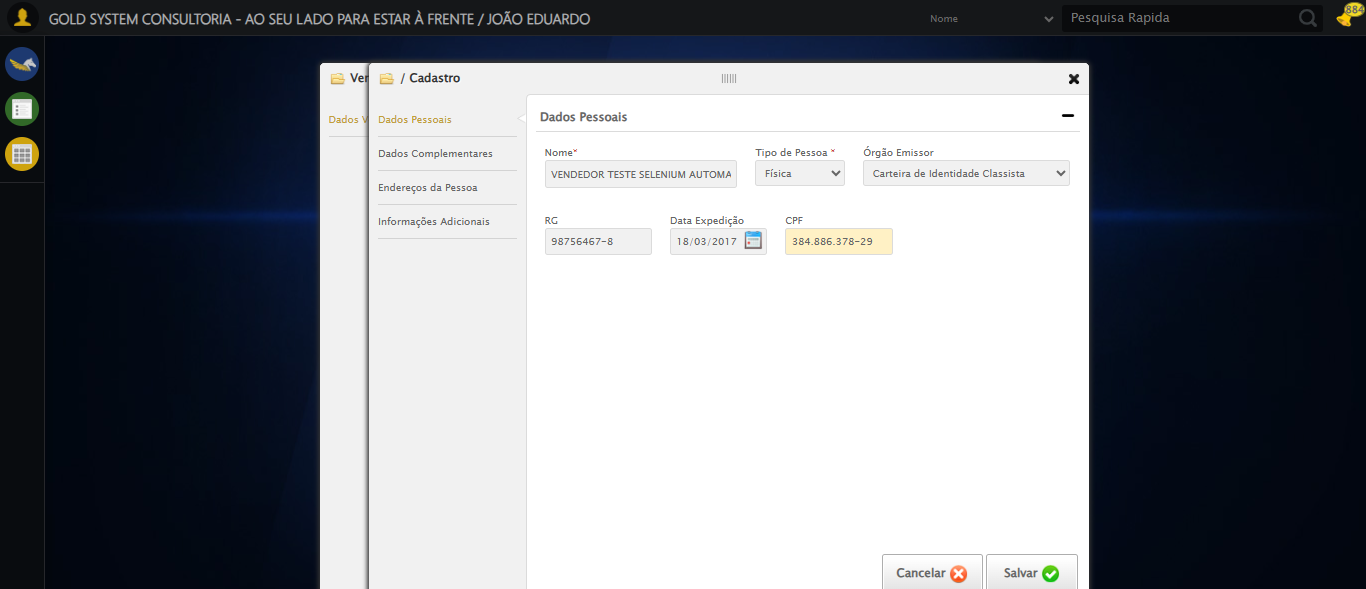 GOLD SYSTEM CONSULTORIA - AO SEU LADO PARA ESTAR À FRENTE / JOÃO EDUARDO
Nome
Pesquisa Rapida
884
Ver
/ Cadastro
Dados V
Dados Pessoais
Dados Complementares
Endereços da Pessoa
Informações Adicionais
Dados Pessoais
Nome*
Tipo de Pessoa *
Órgão Emissor
VENDEDOR TESTE SELENIUM AUTOMA
Física
Carteira de Identidade Classista
RG
Data Expedição
CPF
98756467-8
18/03/2017
384.886.378-29
Cancelar
Salvar